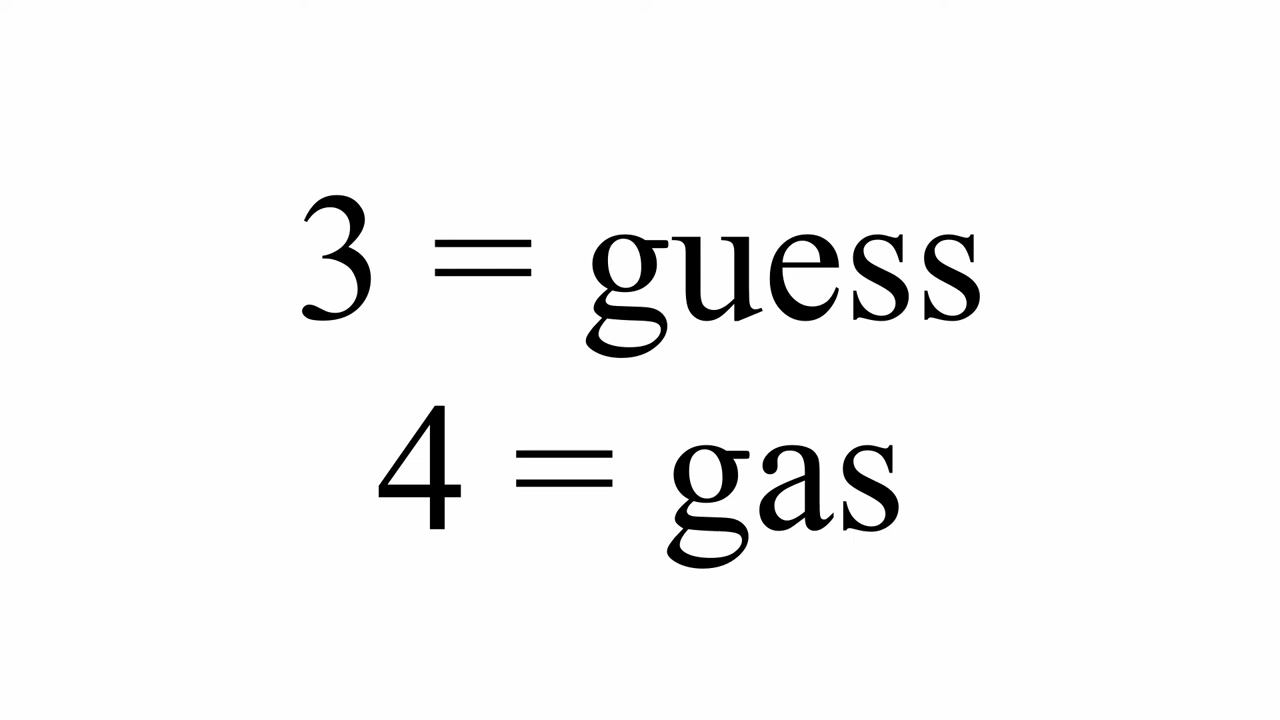 3 = guess
4 = gas